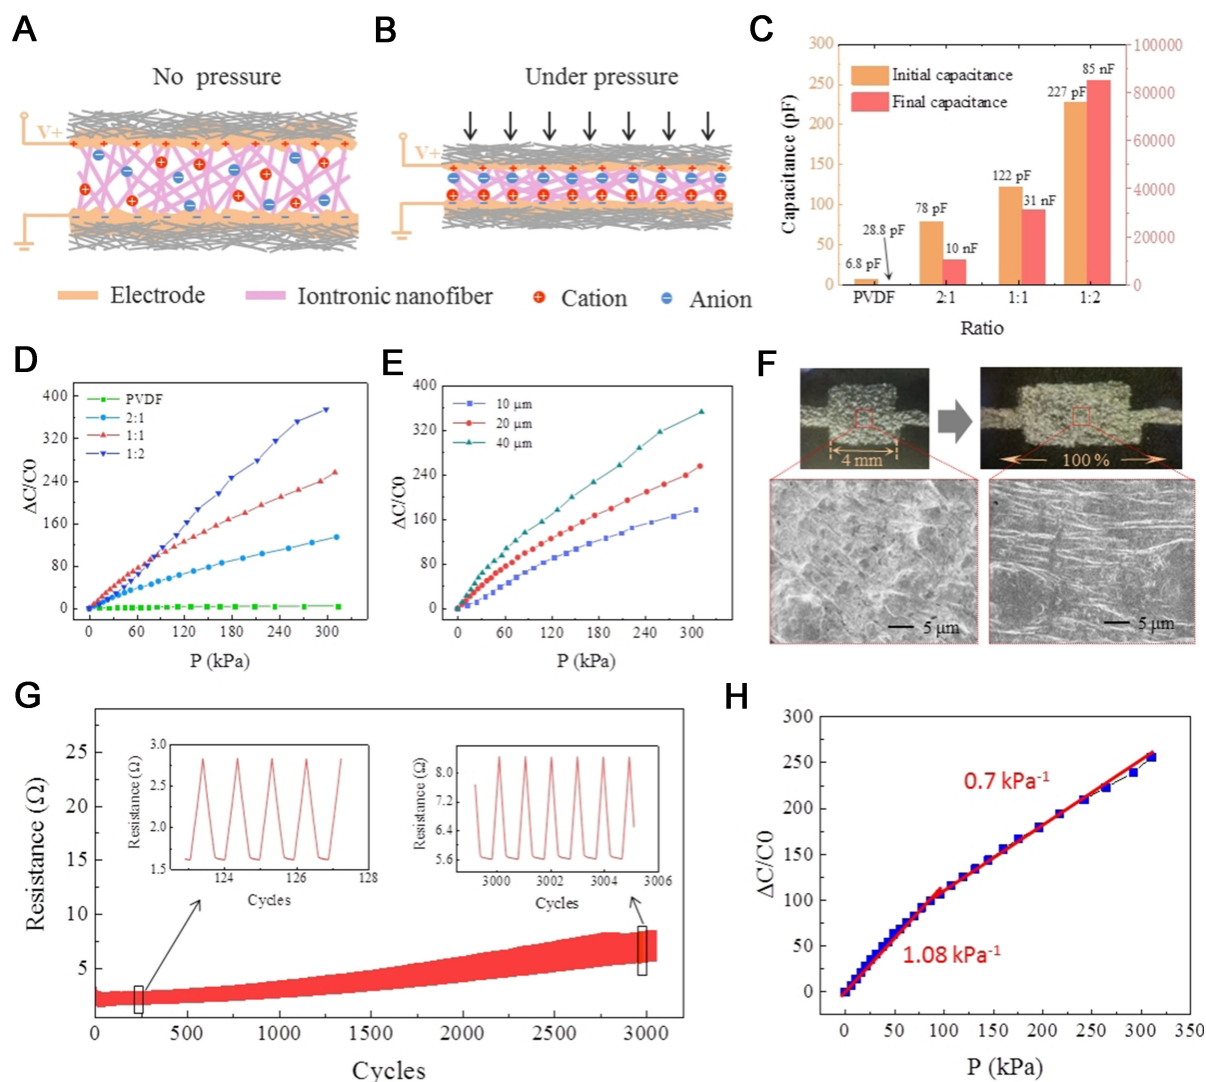 A
B
C
No pressure
Under pressure
V+
V+
Electrode
Iontronic nanofiber
Cation
Anion
300
250
200
150
100
50
0
Capacitance (pF)
Initial capacitance
Final capacitance
6.8 pF
28.8 pF
78 pF
10 nF
122 pF
31 nF
227 pF
85 nF
100000
80000
60000
40000
20000
0
PVDF
2:1
1:1
1:2
Ratio
D
ΔC/C0
400
320
240
160
80
0
PVDF
2:1
1:1
1:2
0
60
120
180
240
300
P (kPa)
E
ΔC/C0
400
320
240
160
80
0
10 μm
20 μm
40 μm
0
60
120
180
240
300
P (kPa)
F
4 mm
100 %
5 μm
5 μm
G
Resistance (Ω)
25
20
15
10
5
0
500
1000
1500
2000
2500
3000
Cycles
Resistance (Ω)
3.0
2.5
2.0
1.5
124
126
128
Cycles
Resistance (Ω)
8.0
7.2
6.4
5.6
3000
3002
3004
3006
Cycles
H
ΔC/C0
300
250
200
150
100
50
0
0.7 kPa⁻¹
1.08 kPa⁻¹
0
50
100
150
200
250
300
350
P (kPa)